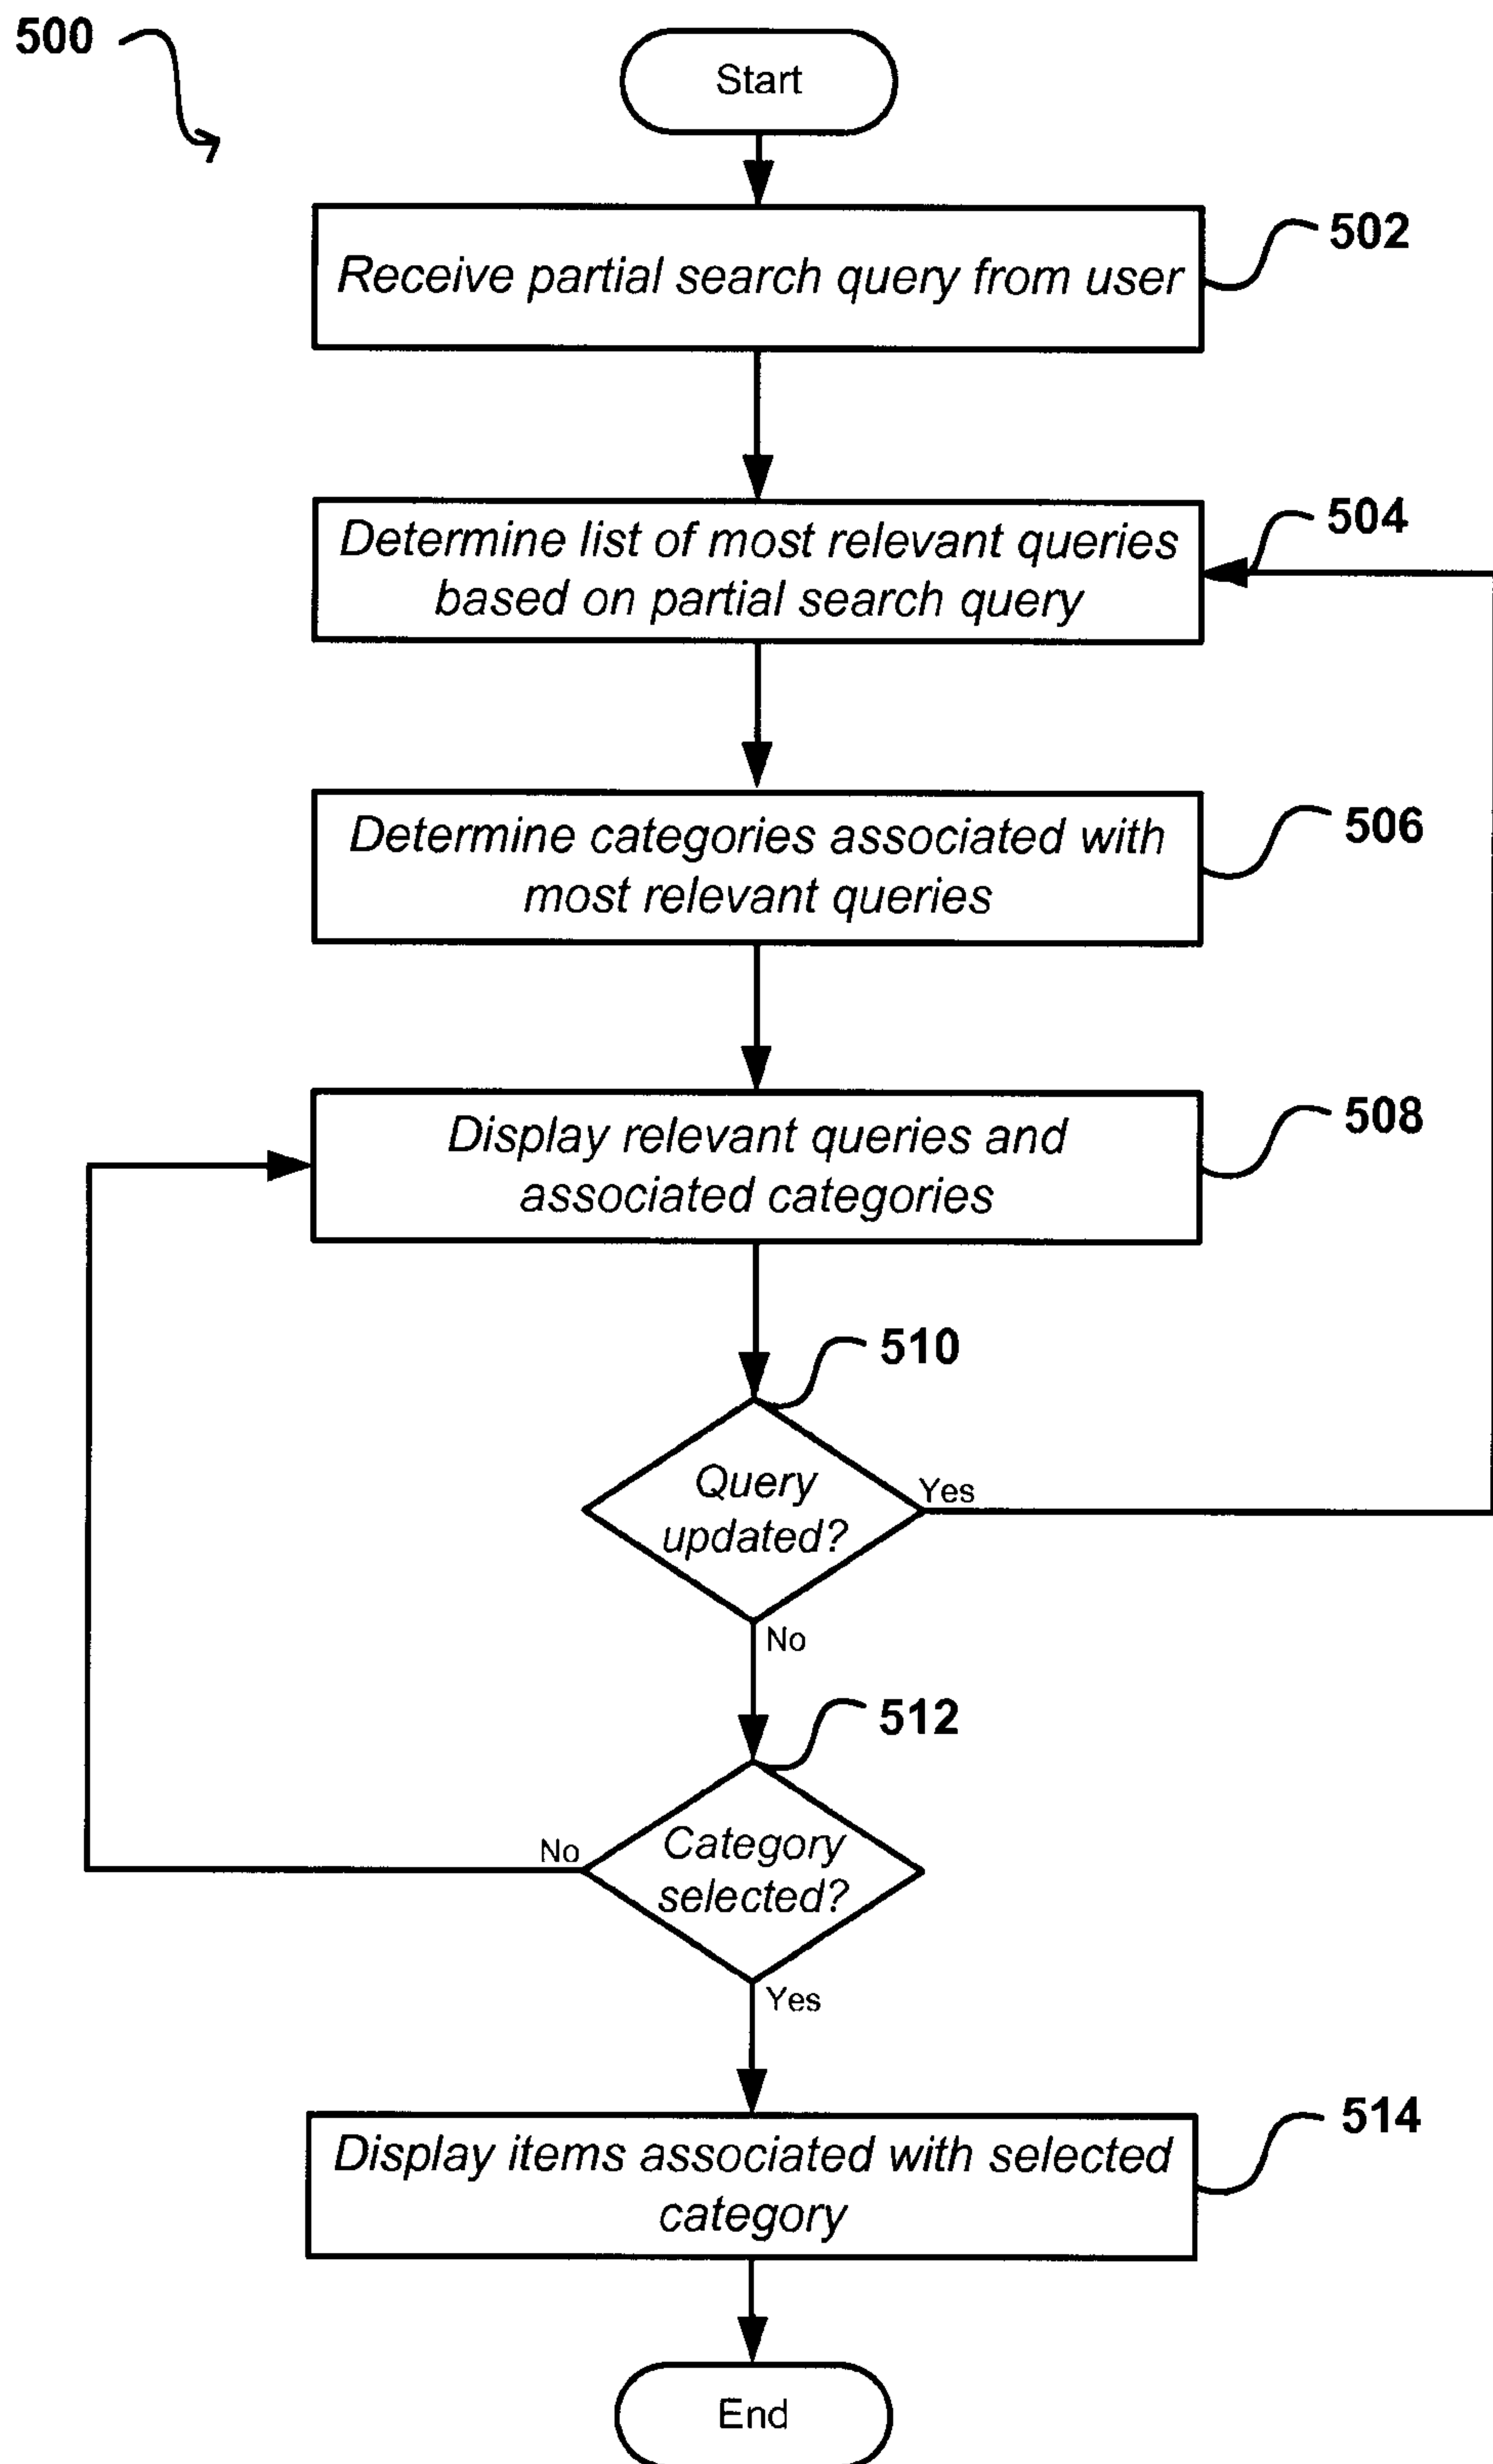 500
Start
Receive partial search query from user
502
Determine list of most relevant queries
based on partial search query
504
Determine categories associated with
most relevant queries
506
Display relevant queries and
associated categories
508
510
Query
updated?
Yes
No
512
Category
selected?
No
Yes
Display items associated with selected
category
514
End